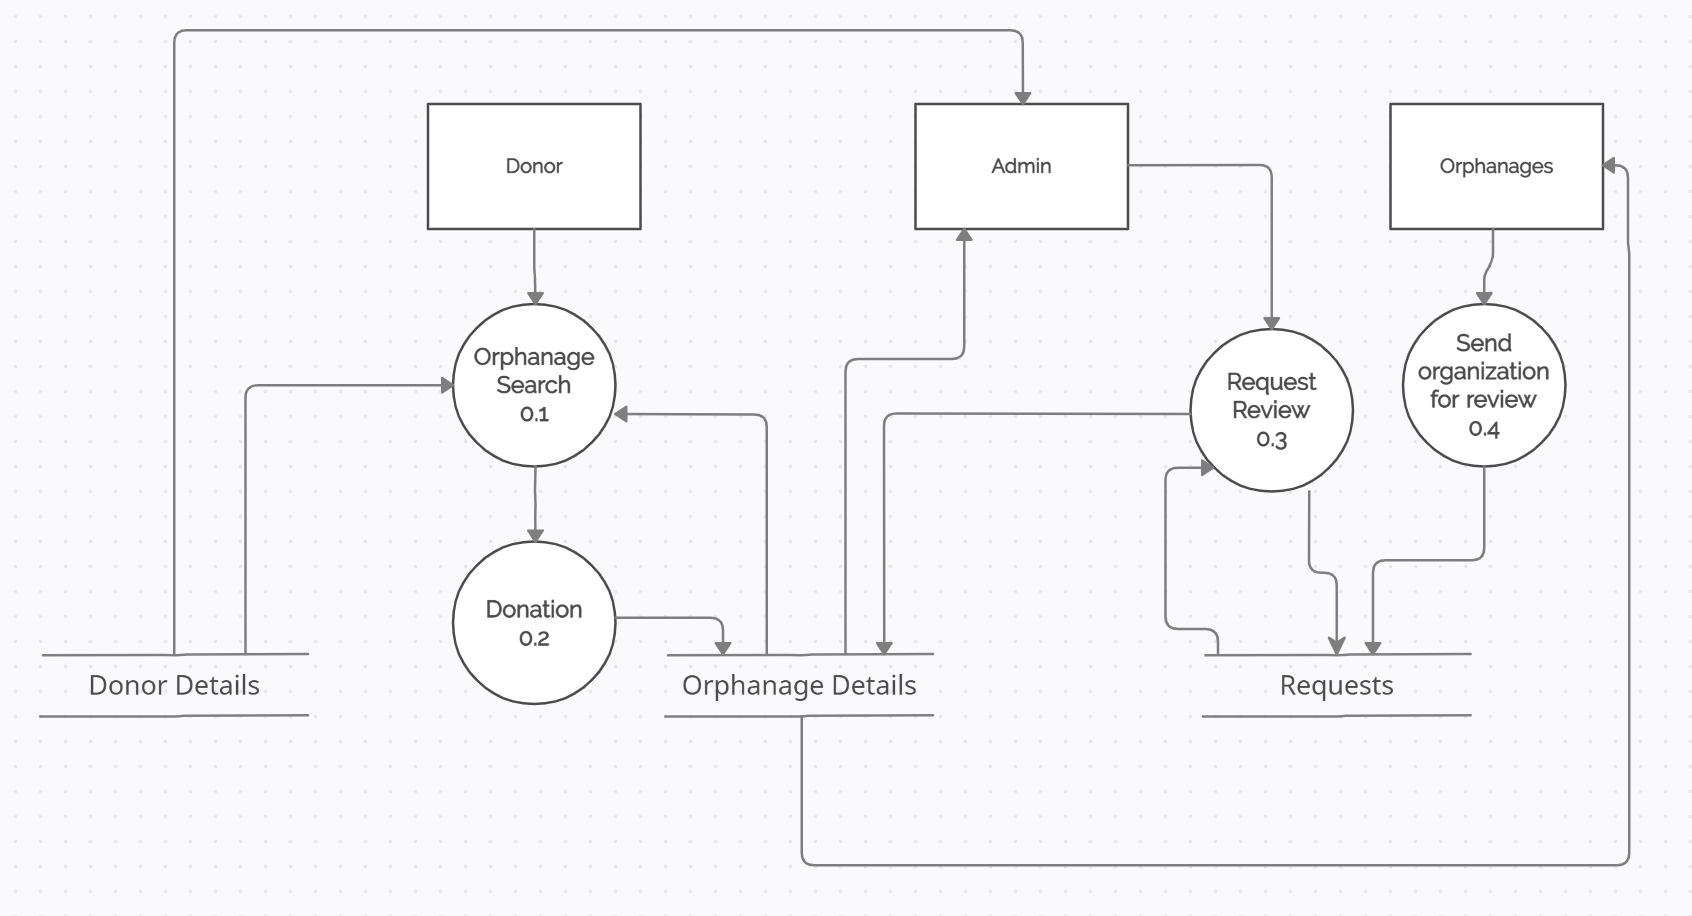 Donor
Admin
Orphanages
Orphanage
Search
0.1
Request
Review
0.3
Send
organization
for review
0.4
Donation
0.2
Donor Details
Orphanage Details
Requests